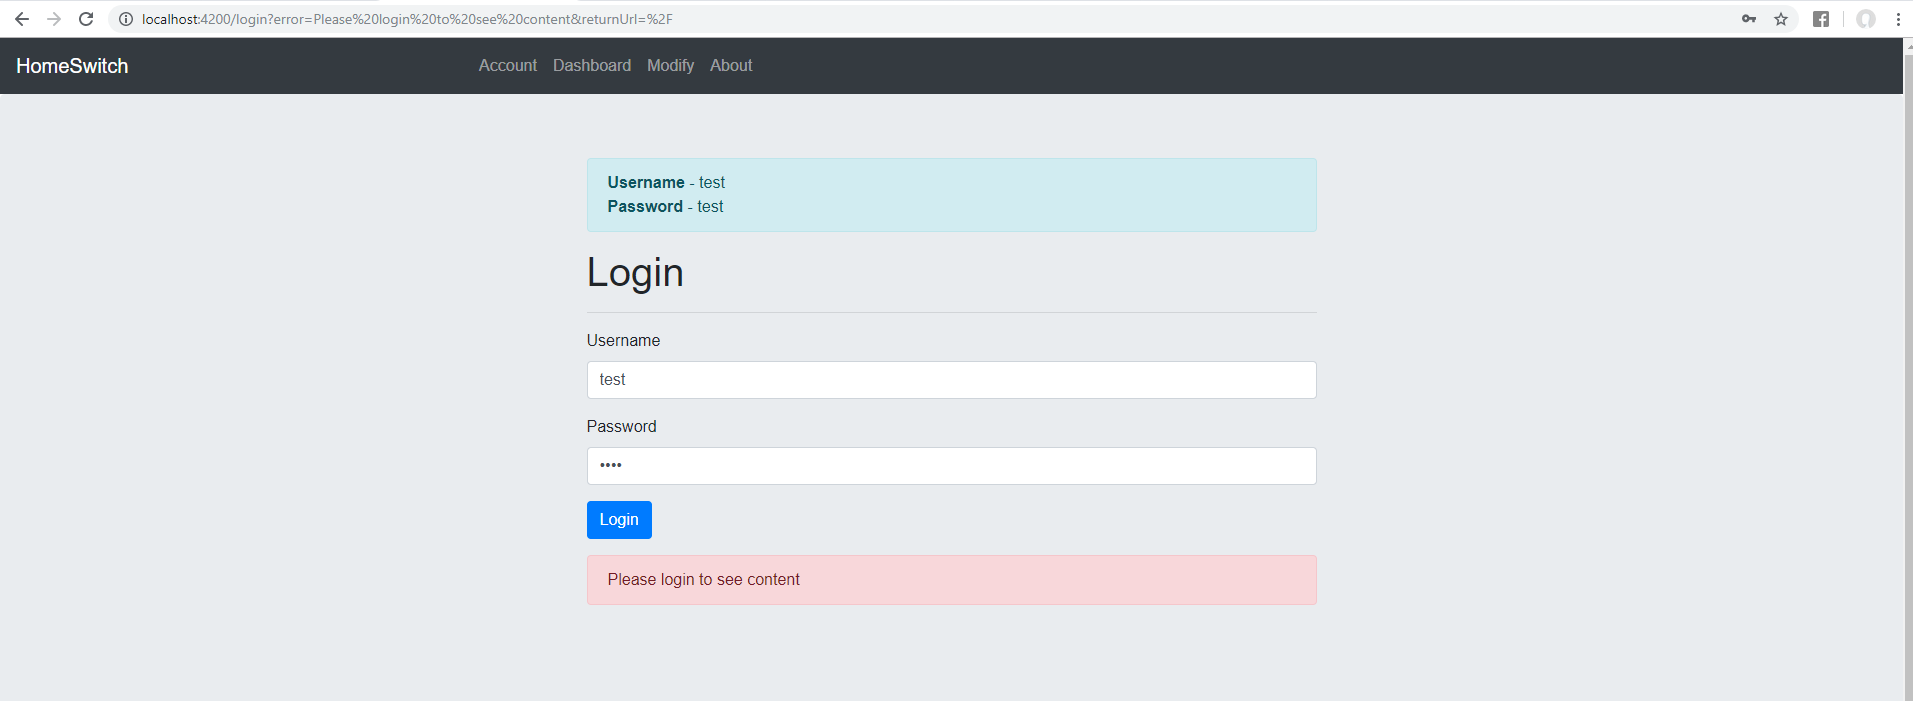 localhost:4200/login?error=Please%20login%20to%20see%20content&returnUrl=%2F
HomeSwitch Account Dashboard Modify About
Username - test
Password - test
Login
Username
test
Password
••••
Login
Please login to see content